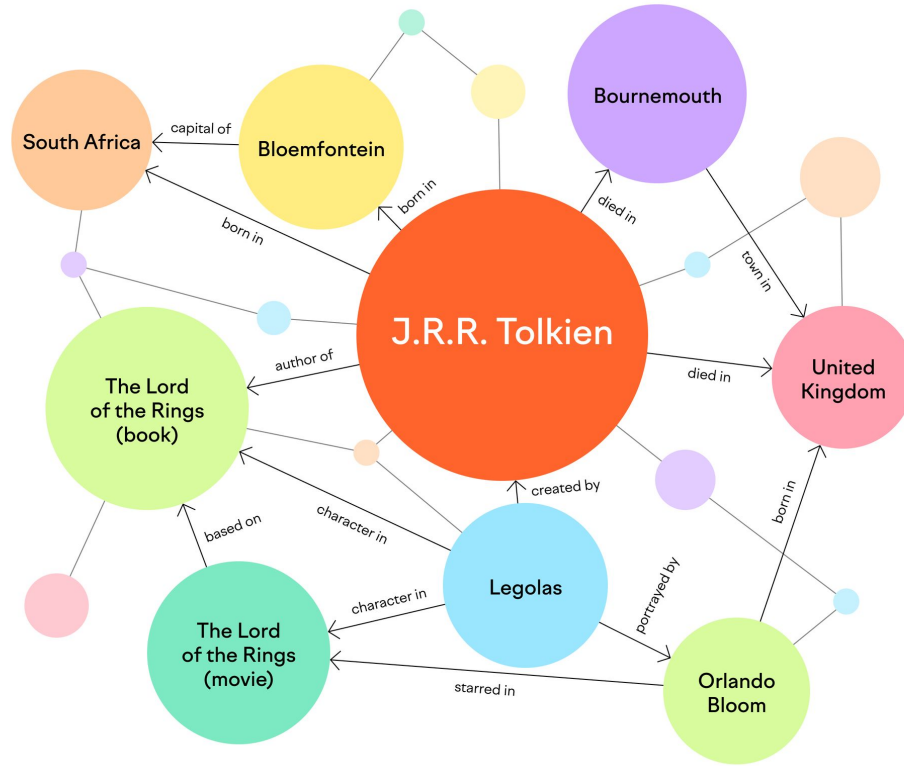 Bournemouth
South Africa
capital of
Bloemfontein
born in
born in
died in
town in
J.R.R. Tolkien
author of
died in
United
Kingdom
The Lord
of the Rings
(book)
created by
born in
character in
based on
Legolas
portrayed by
character in
The Lord
of the Rings
(movie)
starred in
Orlando
Bloom